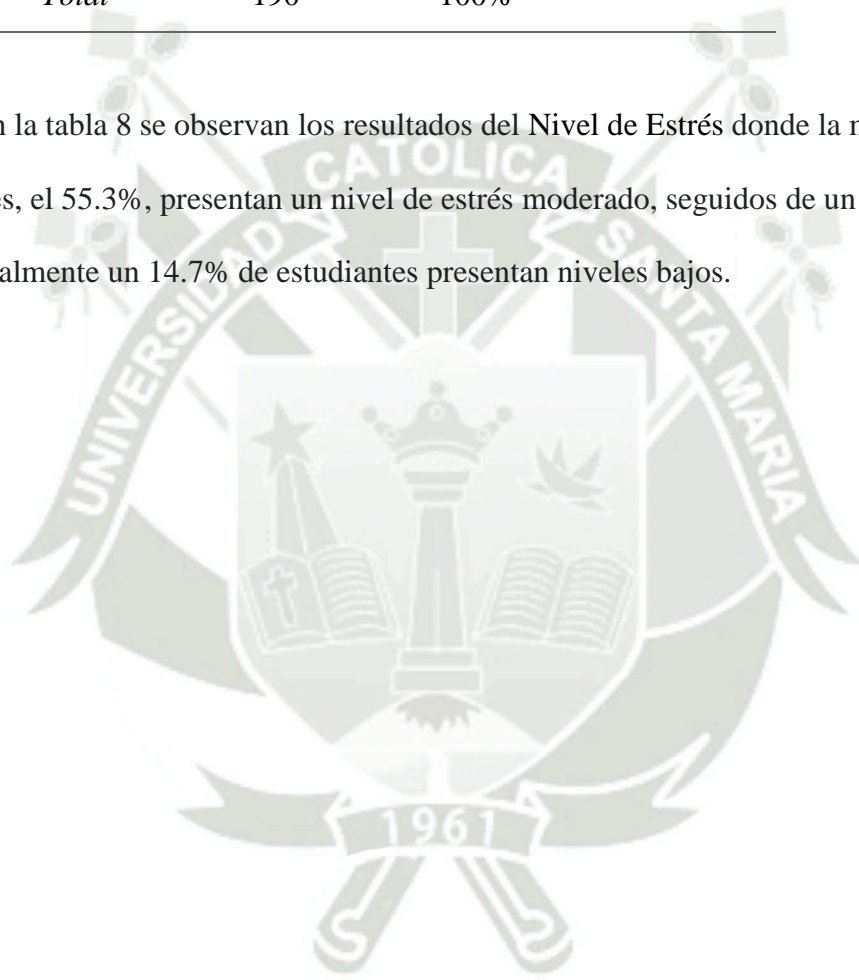 Total 190 100%
n la tabla 8 se observan los resultados del Nivel de Estrés donde la
es, el 55.3%, presentan un nivel de estrés moderado, seguidos de un
almente un 14.7% de estudiantes presentan niveles bajos.
UNIVERSIDAD CATOLICA SANTA MARIA
1961